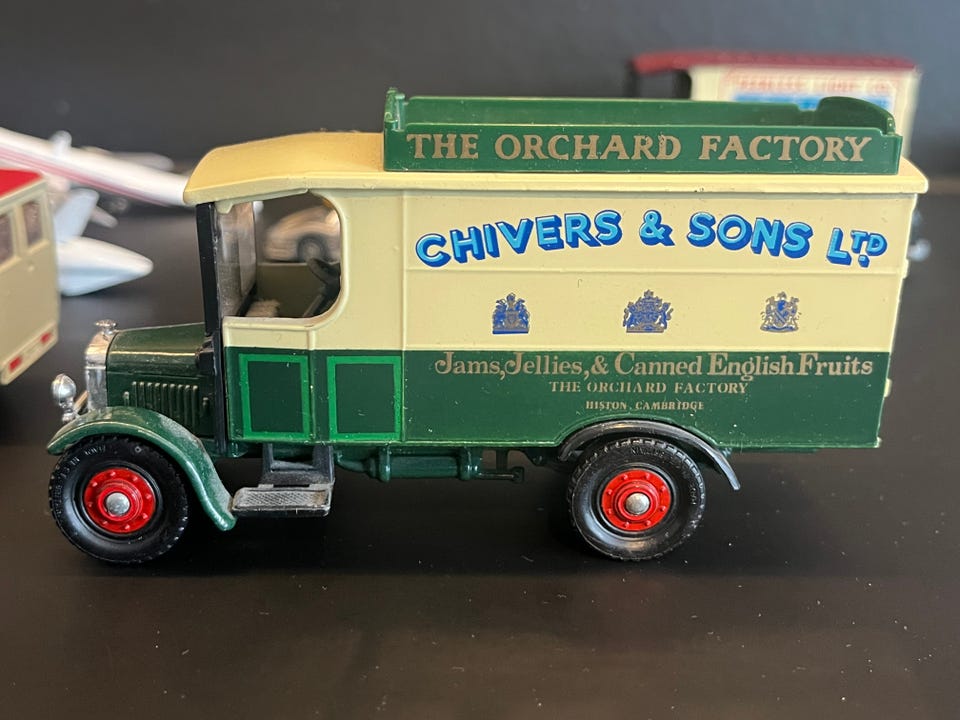 THE ORCHARD FACTORY
CHIVERS & SONS LTD
Jams, Jellies, & Canned English Fruits
THE ORCHARD FACTORY
HISTON, CAMBRIDGE